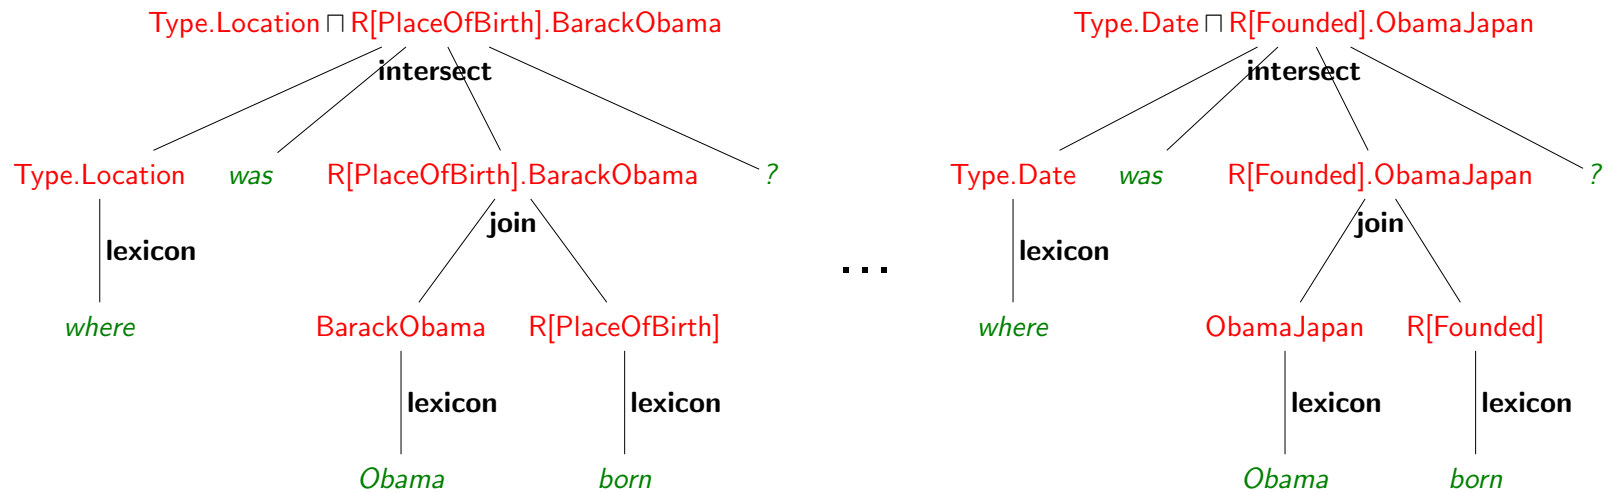 Type.Location ⊓ R[PlaceOfBirth].BarackObama
intersect
Type.Location was R[PlaceOfBirth].BarackObama ?
join
lexicon
where
BarackObama R[PlaceOfBirth]
lexicon lexicon
Obama born
...
Type.Date ⊓ R[Founded].ObamaJapan
intersect
Type.Date was R[Founded].ObamaJapan ?
join
lexicon
where
ObamaJapan R[Founded]
lexicon lexicon
Obama born